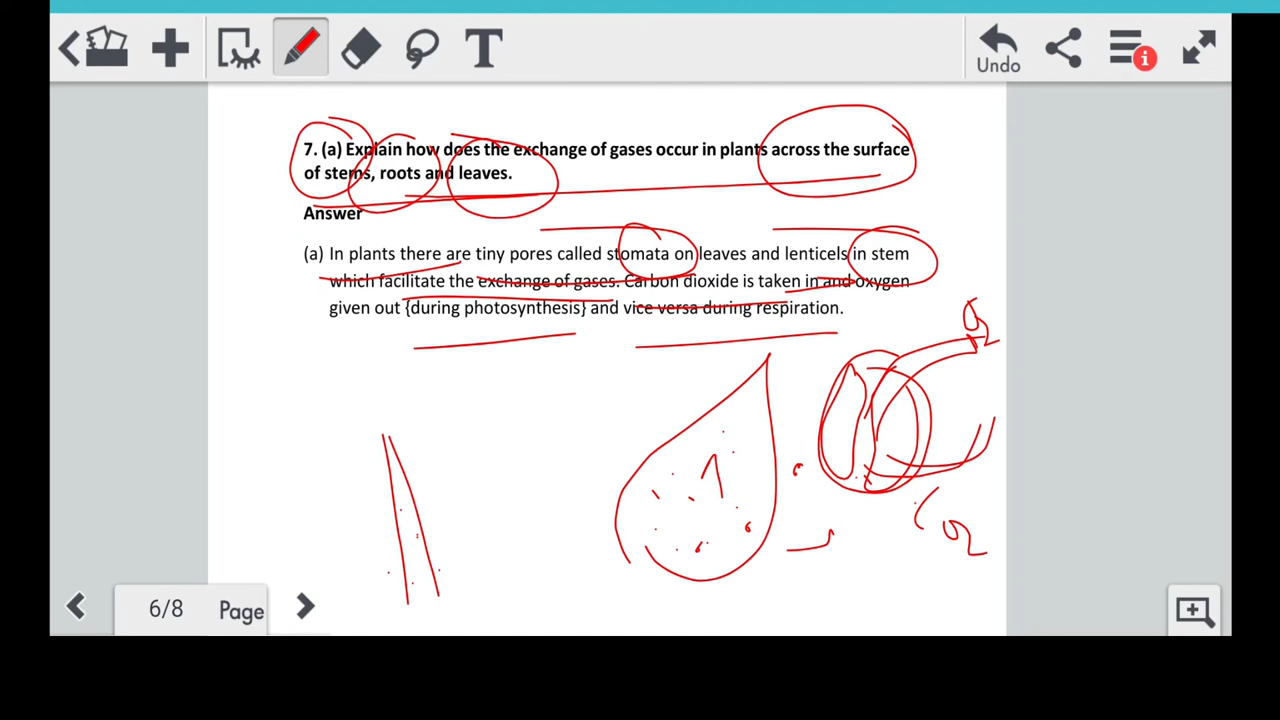 Undo
i
7. (a) Explain how does the exchange of gases occur in plants across the surface
of stems, roots and leaves.
Answer
(a) In plants there are tiny pores called stomata on leaves and lenticels in stem
which facilitate the exchange of gases. Carbon dioxide is taken in and oxygen
given out {during photosynthesis} and vice versa during respiration.
O2
CO2
6/8 Page